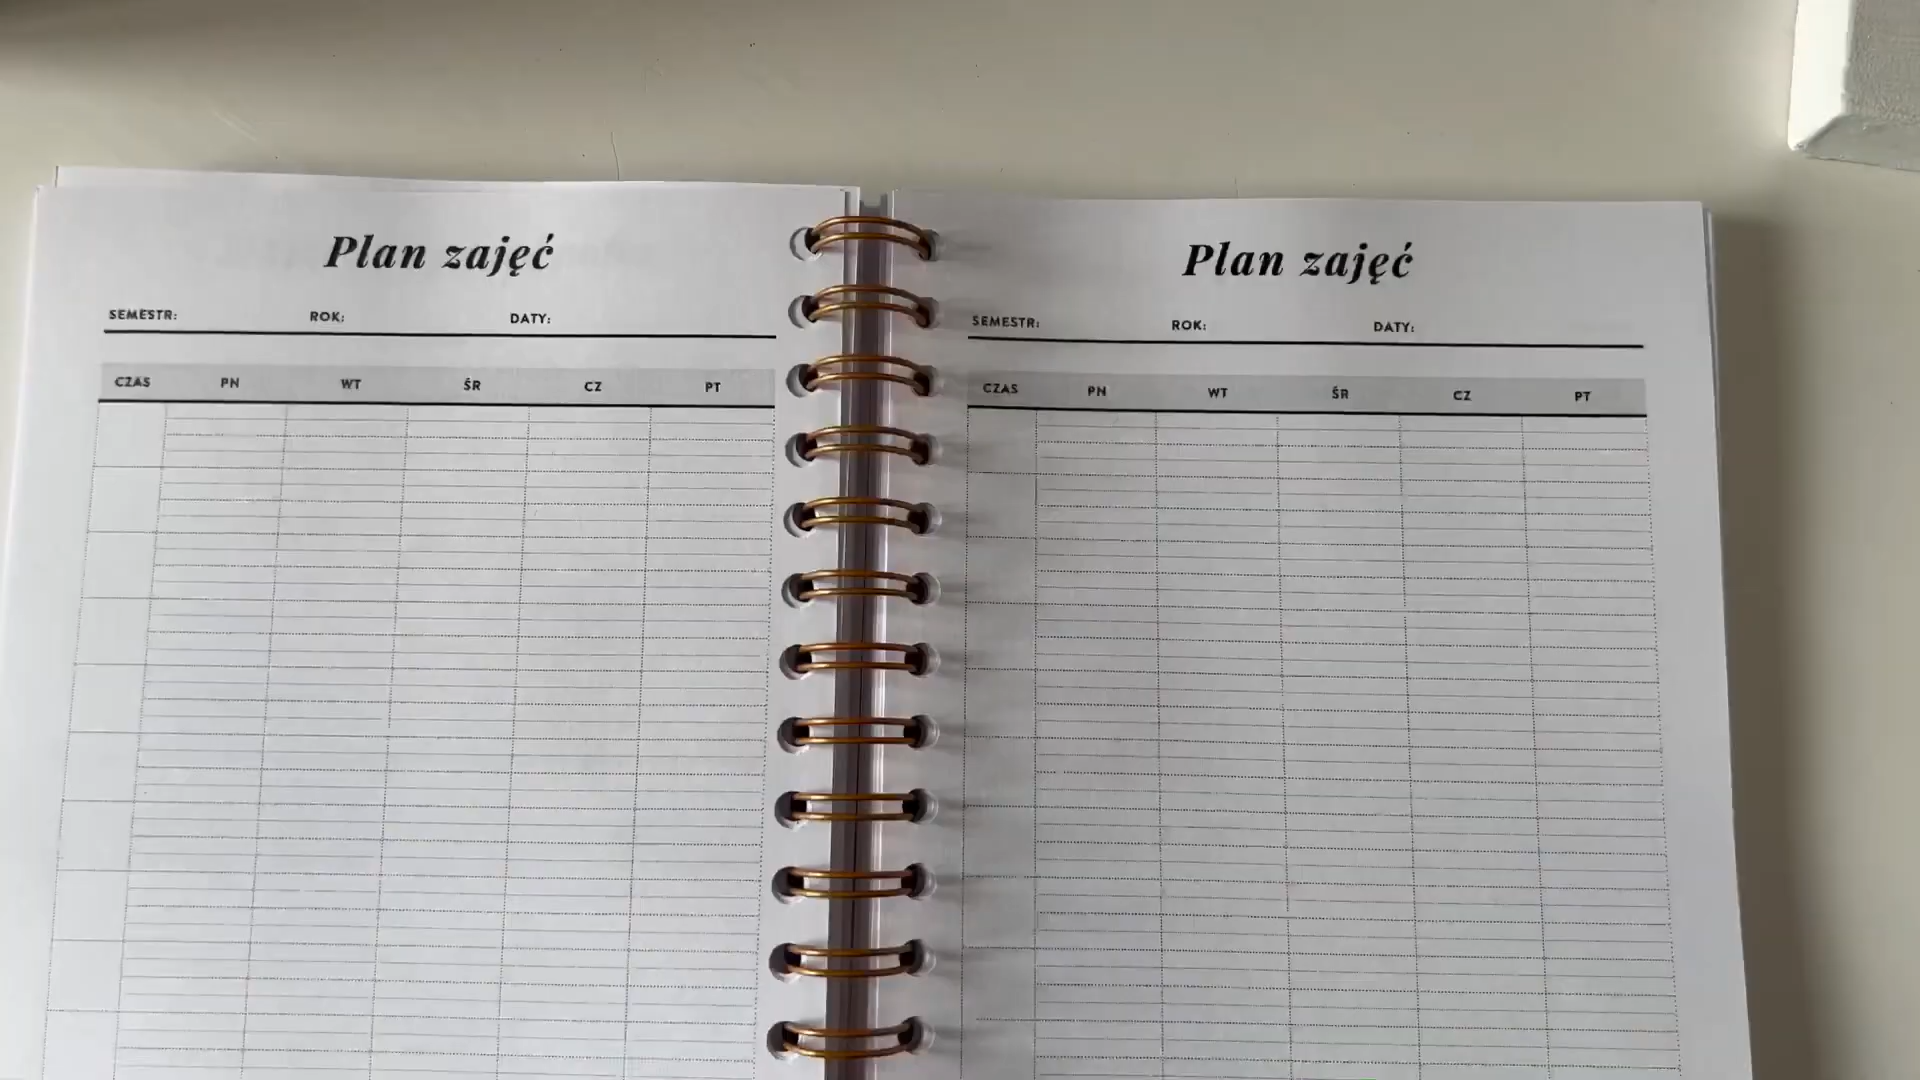 Plan zajęć
SEMESTR: ROK: DATY:
CZAS PN WT ŚR CZ PT
Plan zajęć
SEMESTR: ROK: DATY:
CZAS PN WT ŚR CZ PT